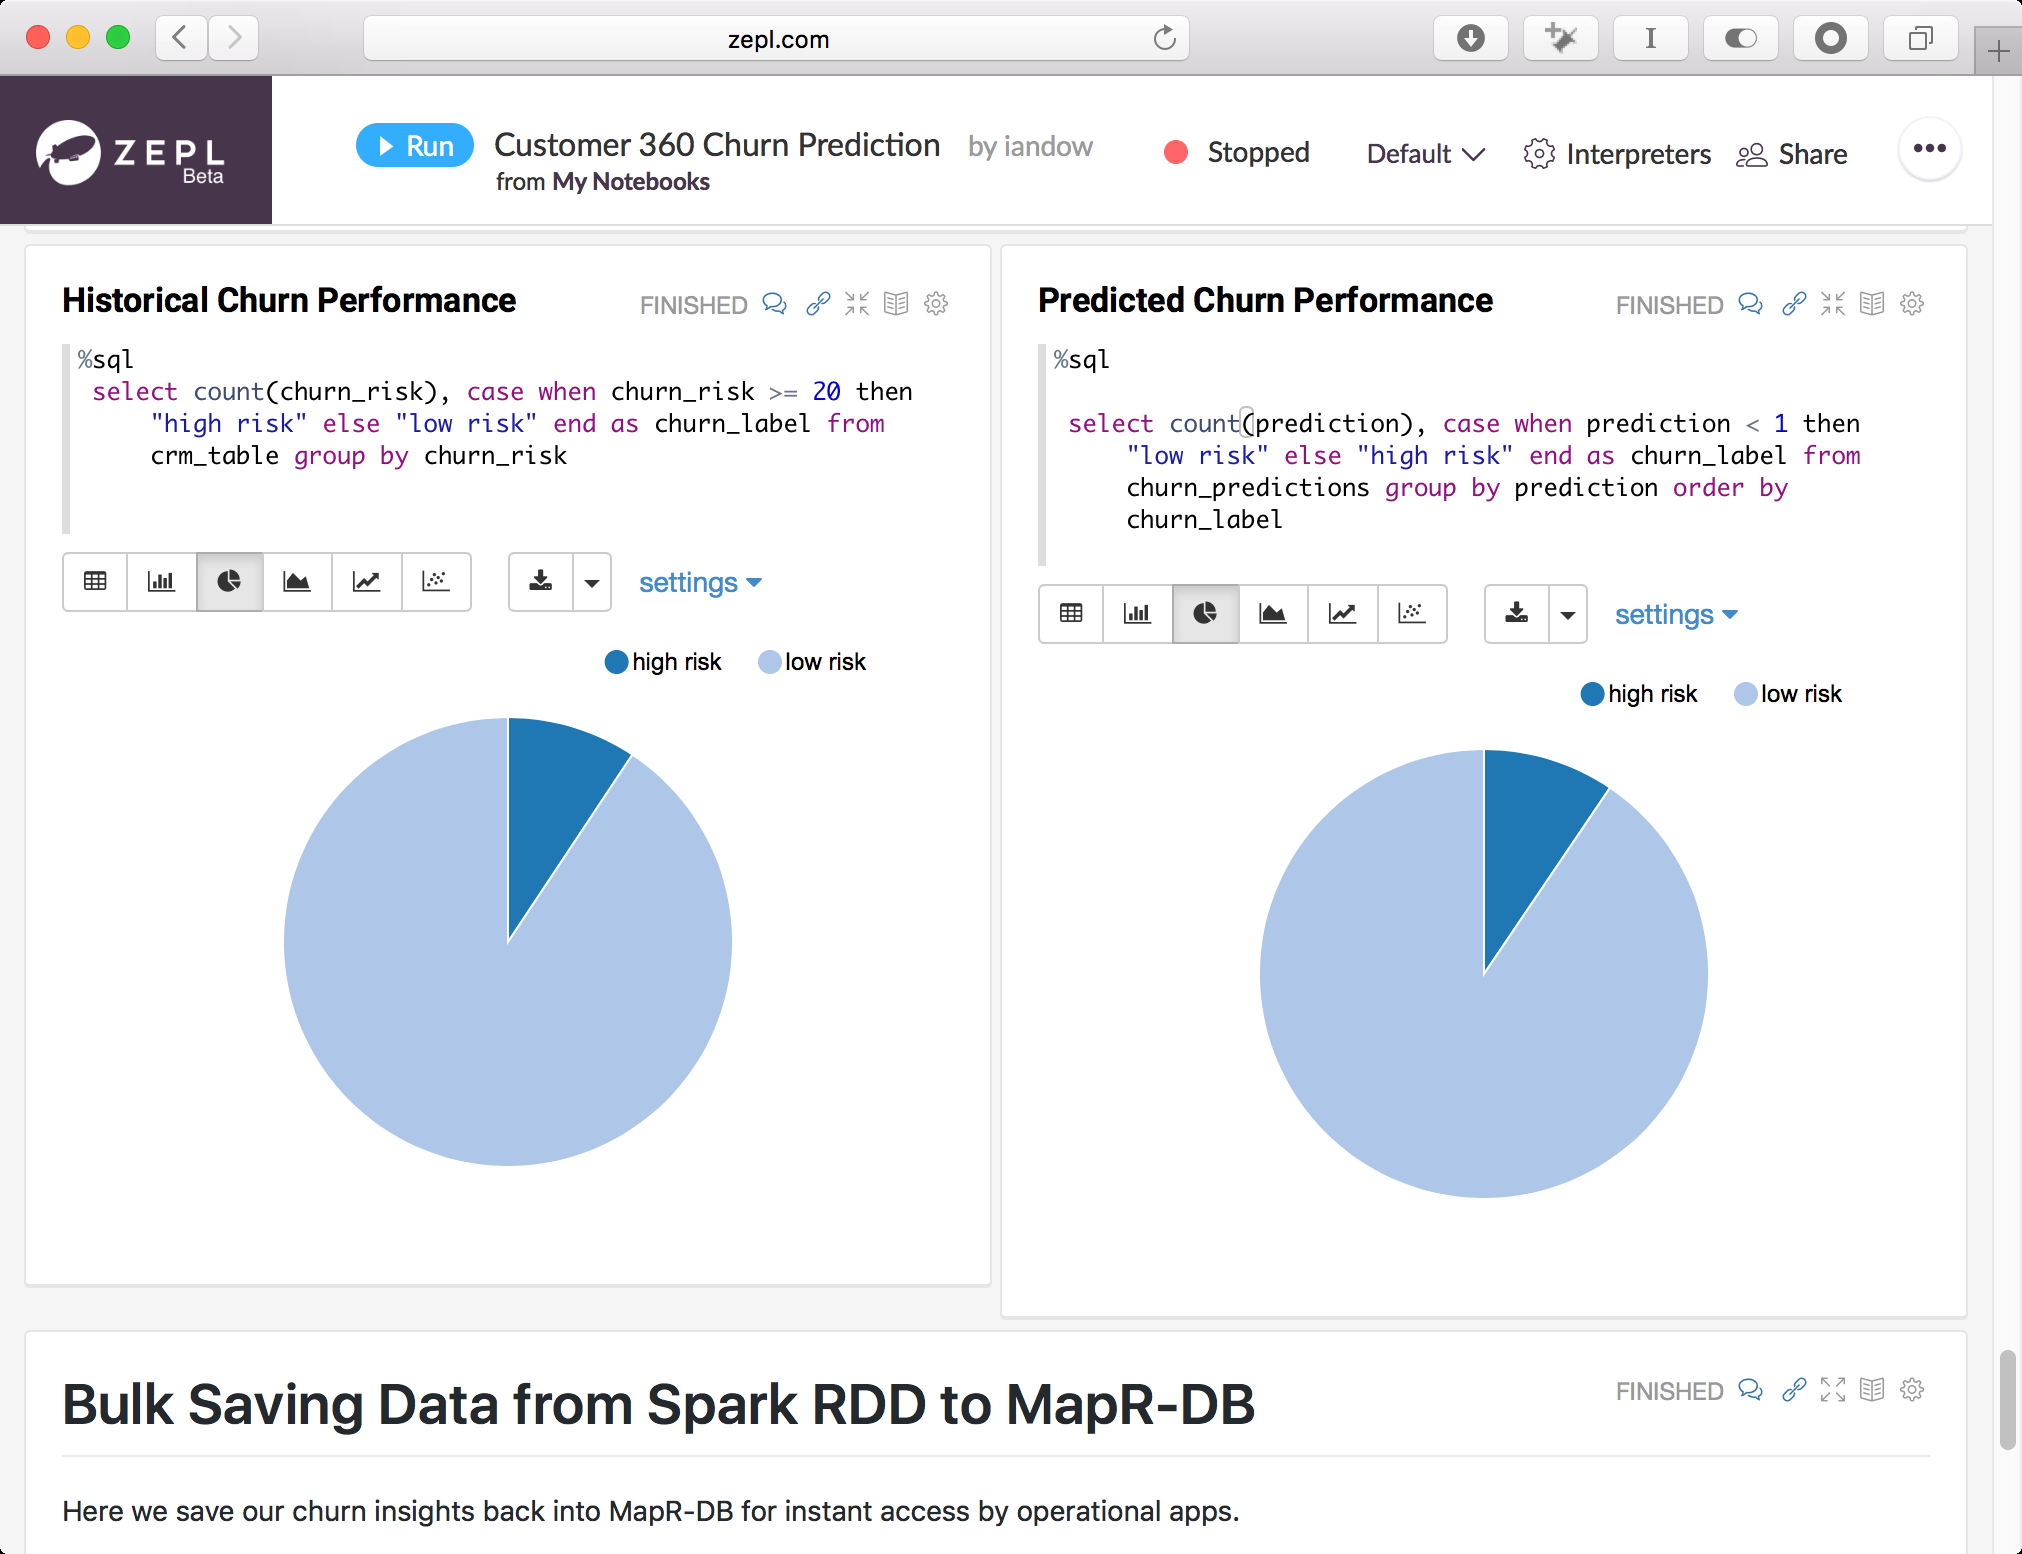 zepl.com
ZEPL
Beta
Run
Customer 360 Churn Prediction by iandow
from My Notebooks
Stopped
Default
Interpreters
Share
Historical Churn Performance
FINISHED
%sql
select count(churn_risk), case when churn_risk >= 20 then
"high risk" else "low risk" end as churn_label from
crm_table group by churn_risk
settings
high risk low risk
Predicted Churn Performance
FINISHED
%sql
select count(prediction), case when prediction < 1 then
"low risk" else "high risk" end as churn_label from
churn_predictions group by prediction order by
churn_label
settings
high risk low risk
Bulk Saving Data from Spark RDD to MapR-DB
FINISHED
Here we save our churn insights back into MapR-DB for instant access by operational apps.